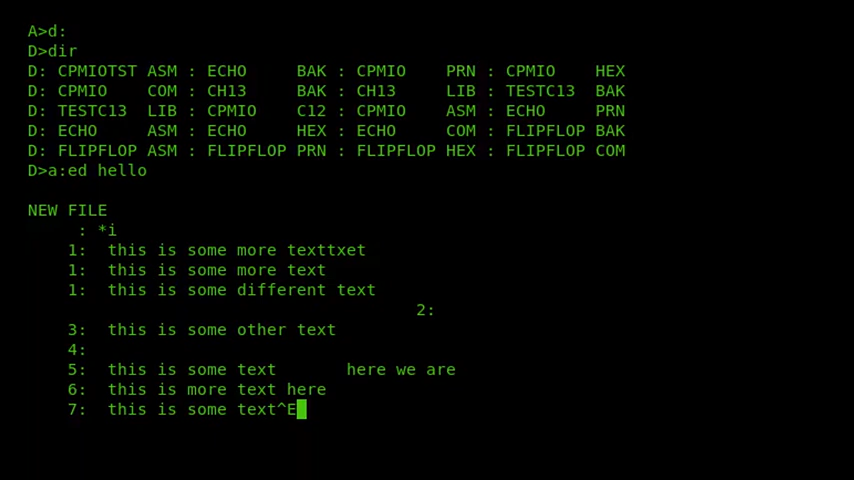 A>d:
D>dir
D: CPMIOTST ASM : ECHO     BAK : CPMIO    PRN : CPMIO    HEX
D: CPMIO    COM : CH13     BAK : CH13     LIB : TESTC13  BAK
D: TESTC13  LIB : CPMIO    C12 : CPMIO    ASM : ECHO     PRN
D: ECHO     ASM : ECHO     HEX : ECHO     COM : FLIPFLOP BAK
D: FLIPFLOP ASM : FLIPFLOP PRN : FLIPFLOP HEX : FLIPFLOP COM
D>a:ed hello
NEW FILE
     : *i
    1:  this is some more texttxet
    1:  this is some more text
    1:  this is some different text
                                       2:
    3:  this is some other text
    4:
    5:  this is some text       here we are
    6:  this is more text here
    7:  this is some text^E